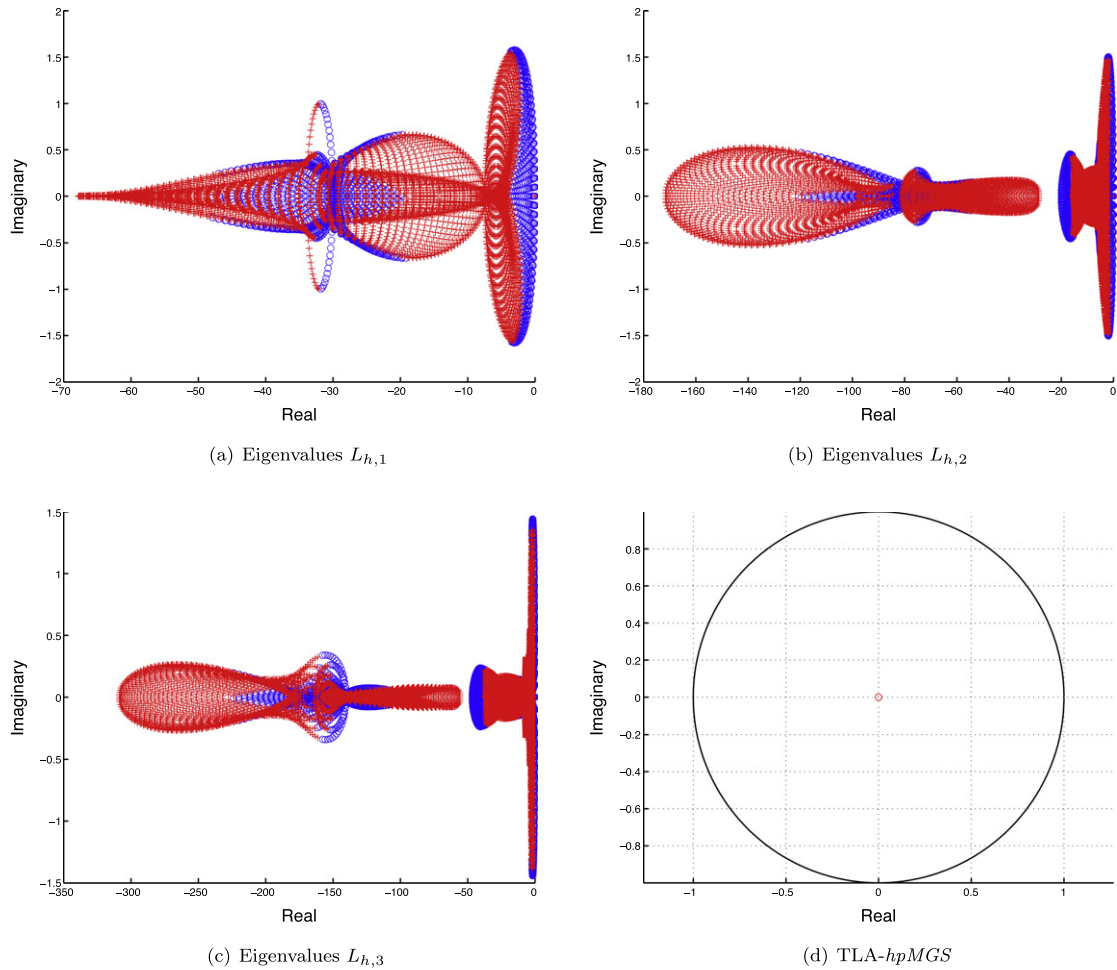 2
1.5
1
0.5
0
−0.5
−1
−1.5
−2
Imaginary
−70 −60 −50 −40 −30 −20 −10 0
Real
(a) Eigenvalues L_{h,1}
2
1.5
1
0.5
0
−0.5
−1
−1.5
−2
Imaginary
−180 −160 −140 −120 −100 −80 −60 −40 −20 0
Real
(b) Eigenvalues L_{h,2}
1.5
1
0.5
0
−0.5
−1
−1.5
Imaginary
−350 −300 −250 −200 −150 −100 −50 0
Real
(c) Eigenvalues L_{h,3}
0.8
0.6
0.4
0.2
0
−0.2
−0.4
−0.6
−0.8
Imaginary
−1 −0.5 0 0.5 1
Real
(d) TLA-hpMGS